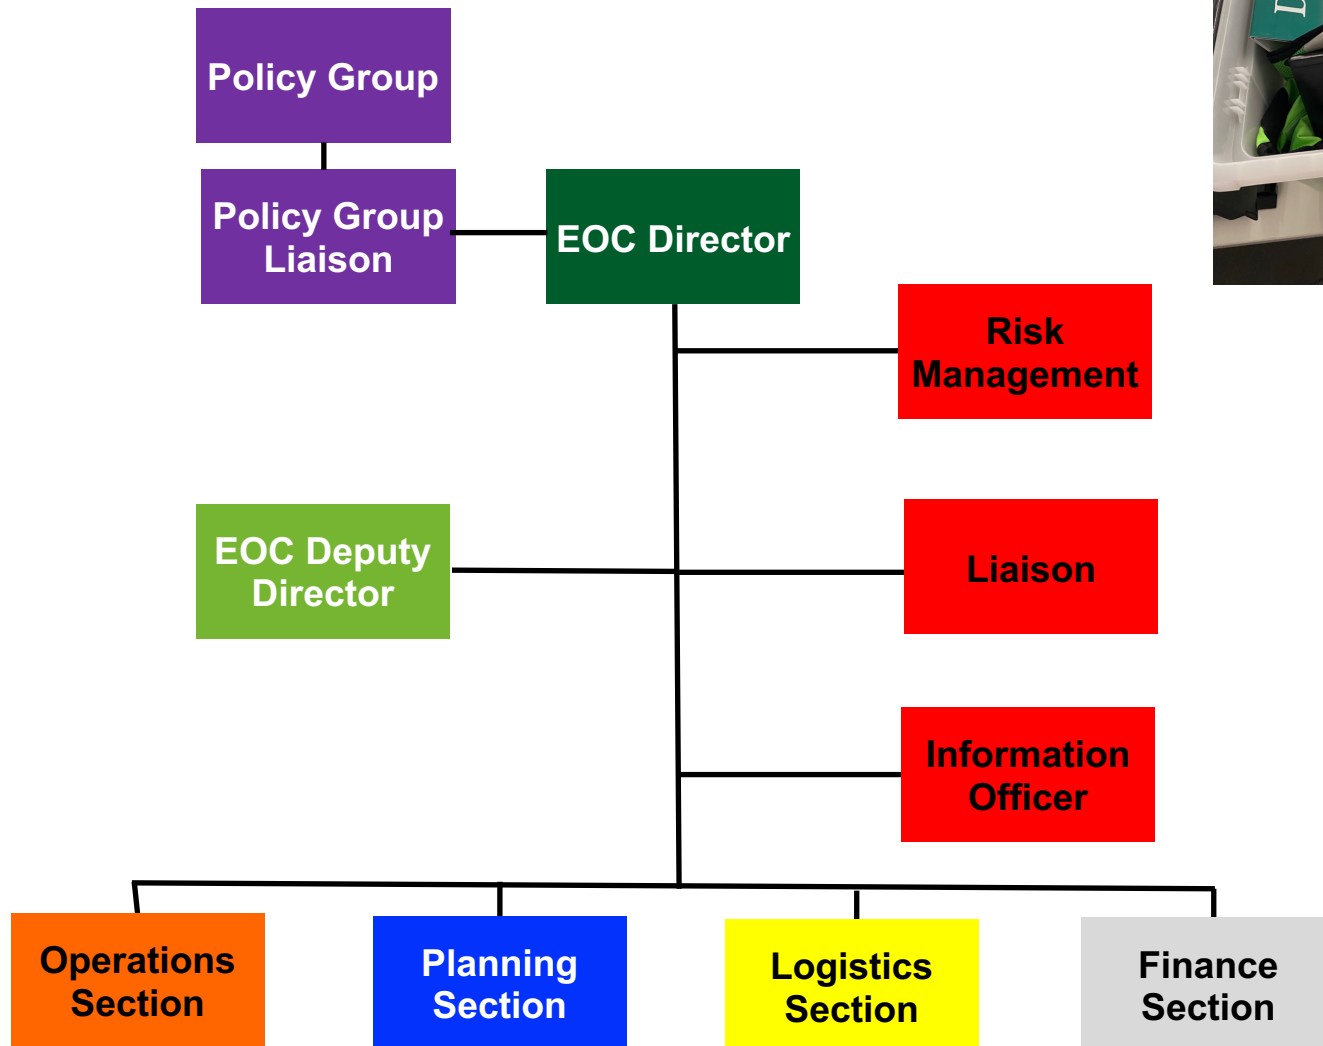 Policy Group
Policy Group
Liaison
EOC Director
Risk
Management
EOC Deputy
Director
Liaison
Information
Officer
Operations
Section
Planning
Section
Logistics
Section
Finance
Section